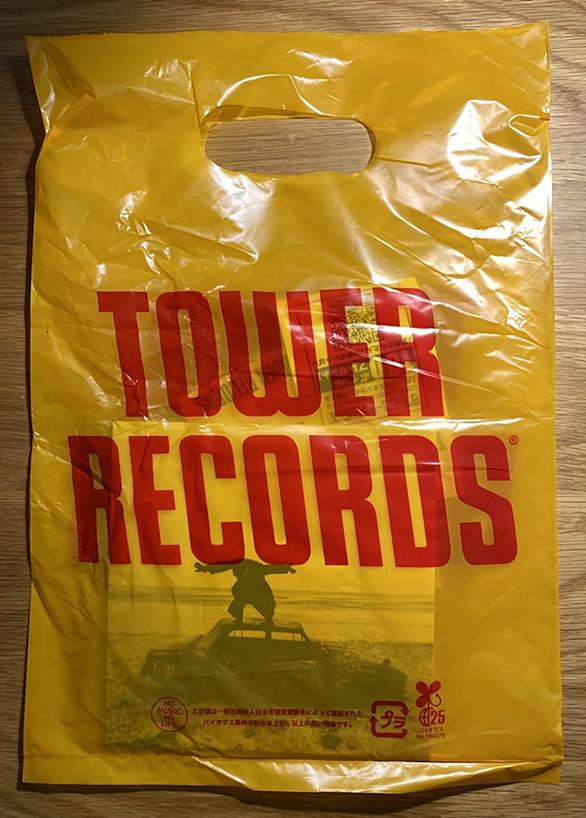 TOWER
RECORDS®
NO
MUSIC,
NO
LIFE.
この袋は一般社団法人日本有機資源協会によって認証された
バイオマス素材の配合率25%以上の買い物袋です。
プラ
25
バイオマス
No.190375